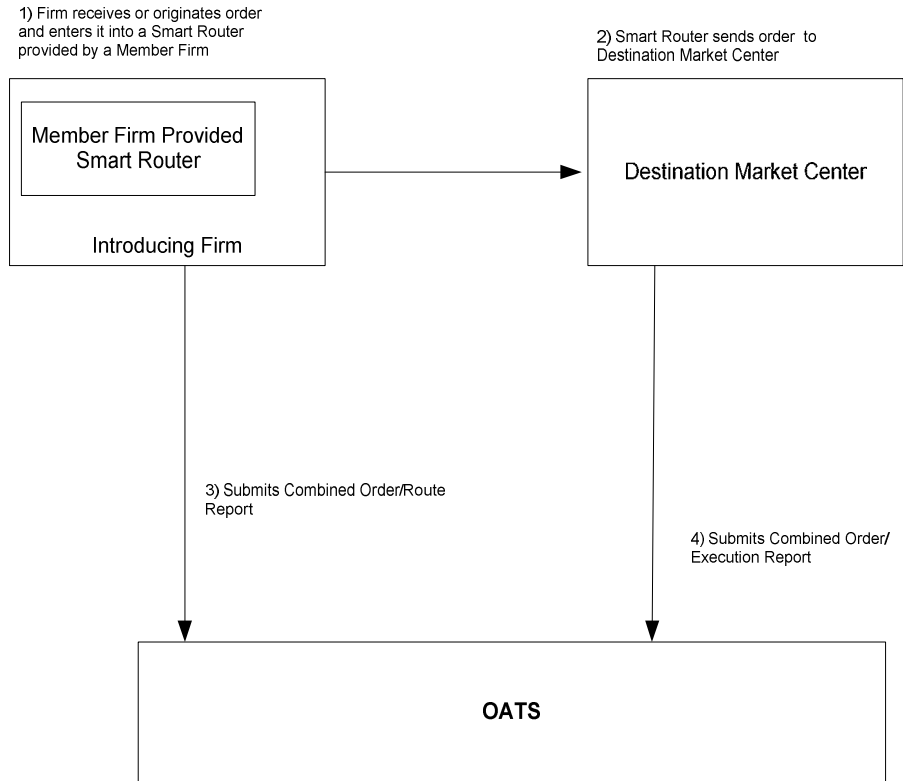 1) Firm receives or originates order
and enters it into a Smart Router
provided by a Member Firm
2) Smart Router sends order to
Destination Market Center
Member Firm Provided
Smart Router
Introducing Firm
Destination Market Center
3) Submits Combined Order/Route
Report
4) Submits Combined Order/
Execution Report
OATS